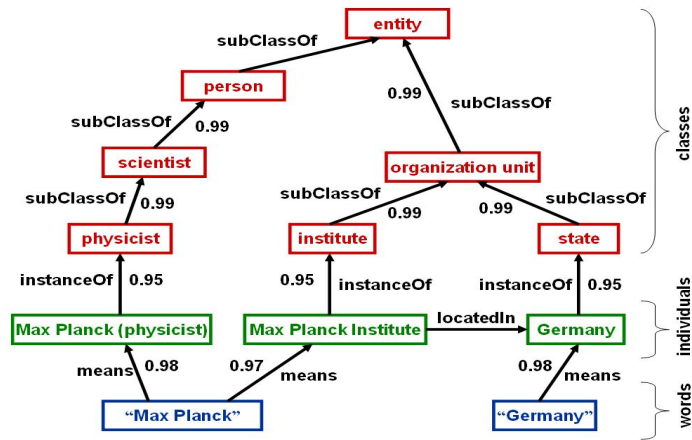 entity
subClassOf
person
0.99
subClassOf
subClassOf
0.99
scientist
organization unit
classes
subClassOf
0.99
subClassOf
0.99
0.99
subClassOf
physicist
institute
state
instanceOf
0.95
0.95
instanceOf
instanceOf
0.95
Max Planck (physicist)
Max Planck Institute
locatedIn
Germany
individuals
means
0.98
0.97
means
0.98
means
“Max Planck”
“Germany”
words